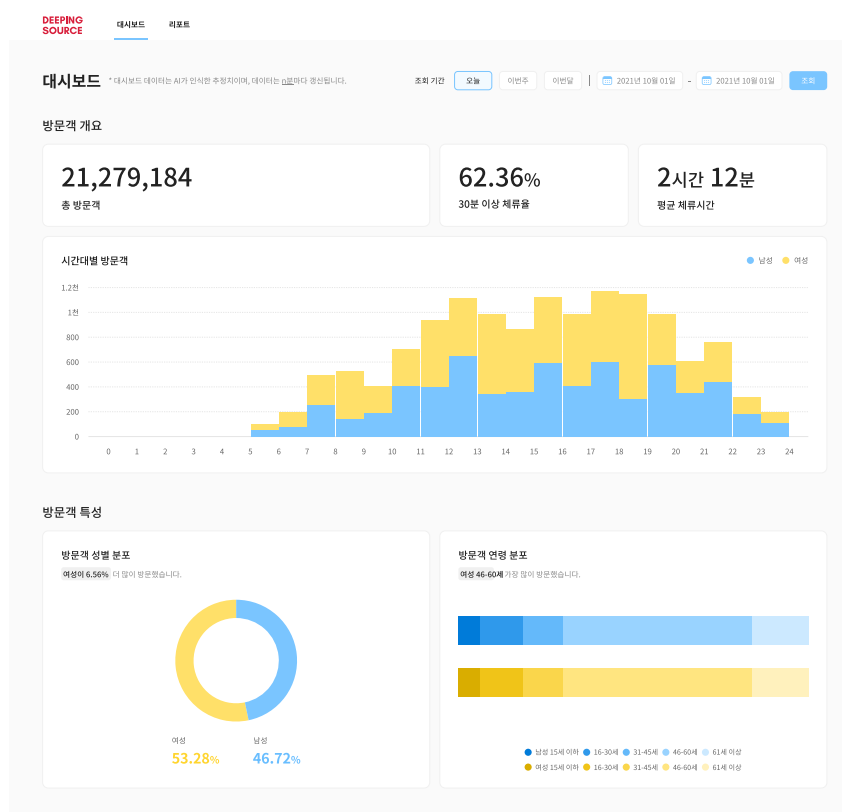 DEEPING
SOURCE
대시보드 리포트
대시보드 * 대시보드 데이터는 AI가 인식한 추정치이며, 데이터는 n분마다 갱신됩니다. 조회 기간 오늘 이번주 이번달 | 2021년 10월 01일 - 2021년 10월 01일 조회
방문객 개요
21,279,184
총 방문객
62.36%
30분 이상 체류율
2시간 12분
평균 체류시간
시간대별 방문객 남성 여성
1.2천
1천
800
600
400
200
0
0 1 2 3 4 5 6 7 8 9 10 11 12 13 14 15 16 17 18 19 20 21 22 23 24
방문객 특성
방문객 성별 분포
여성이 6.56% 더 많이 방문했습니다.
여성 남성
53.28% 46.72%
방문객 연령 분포
여성 46-60세 가장 많이 방문했습니다.
남성 15세 이하 16-30세 31-45세 46-60세 61세 이상
여성 15세 이하 16-30세 31-45세 46-60세 61세 이상